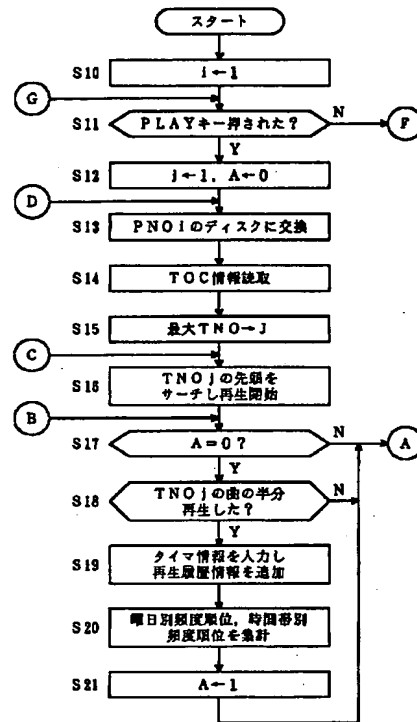 スタート
S10
i←1
G
S11
PLAYキー押された?
N
F
Y
S12
j←1, A←0
D
S13
PNOiのディスクに交換
S14
TOC情報読取
S15
最大TNO→J
C
S16
TNOjの先頭を
サーチし再生開始
B
S17
A=0?
N
A
Y
S18
TNOjの曲の半分
再生した?
N
Y
S19
タイマ情報を入力し
再生履歴情報を追加
S20
曜日別頻度順位, 時間帯別
頻度順位を集計
S21
A←1